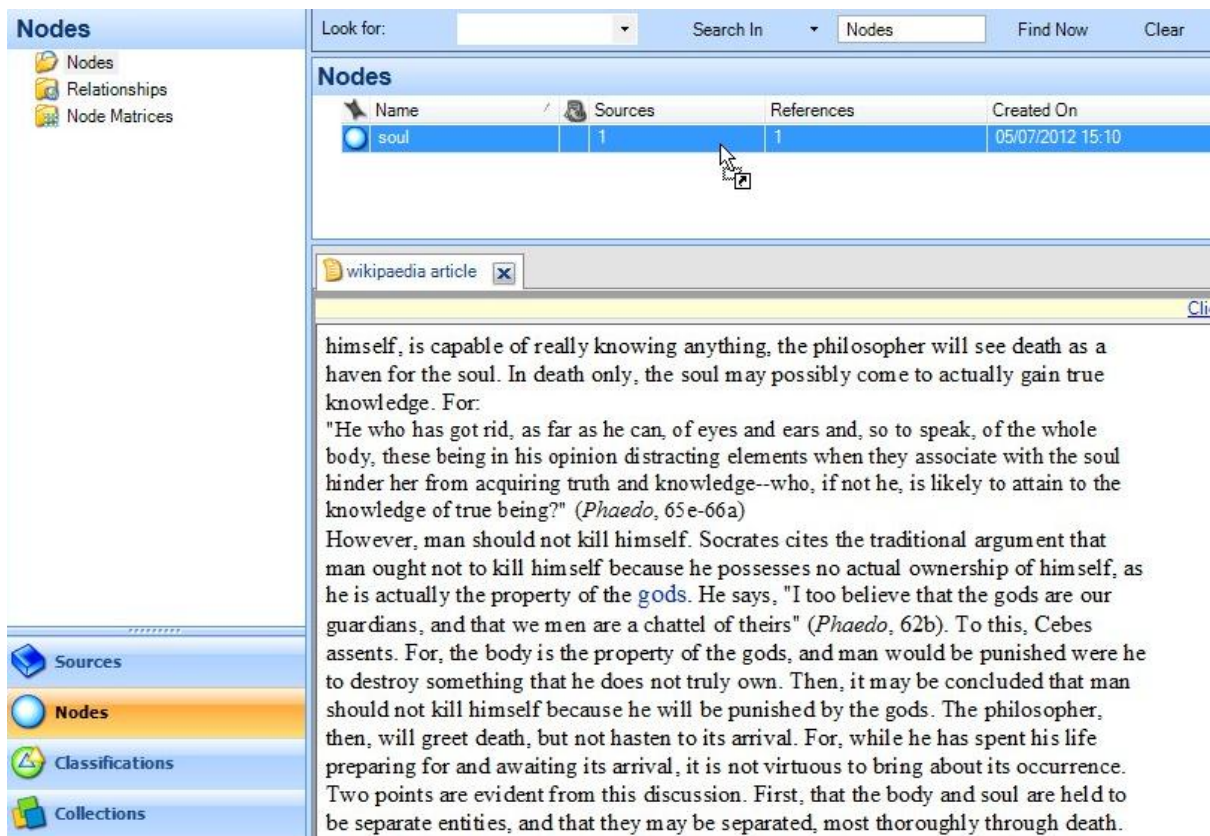 Nodes
Nodes
Relationships
Node Matrices
Sources
Nodes
Classifications
Collections
Look for: Search In Nodes Find Now Clear
Nodes
Name Sources References Created On
soul 1 1 05/07/2012 15:10
wikipaedia article
Cli
himself, is capable of really knowing anything, the philosopher will see death as a
haven for the soul. In death only, the soul may possibly come to actually gain true
knowledge. For:
"He who has got rid, as far as he can, of eyes and ears and, so to speak, of the whole
body, these being in his opinion distracting elements when they associate with the soul
hinder her from acquiring truth and knowledge--who, if not he, is likely to attain to the
knowledge of true being?" (Phaedo, 65e-66a)
However, man should not kill himself. Socrates cites the traditional argument that
man ought not to kill himself because he possesses no actual ownership of himself, as
he is actually the property of the gods. He says, "I too believe that the gods are our
guardians, and that we men are a chattel of theirs" (Phaedo, 62b). To this, Cebes
assents. For, the body is the property of the gods, and man would be punished were he
to destroy something that he does not truly own. Then, it may be concluded that man
should not kill himself because he will be punished by the gods. The philosopher,
then, will greet death, but not hasten to its arrival. For, while he has spent his life
preparing for and awaiting its arrival, it is not virtuous to bring about its occurrence.
Two points are evident from this discussion. First, that the body and soul are held to
be separate entities, and that they may be separated, most thoroughly through death.